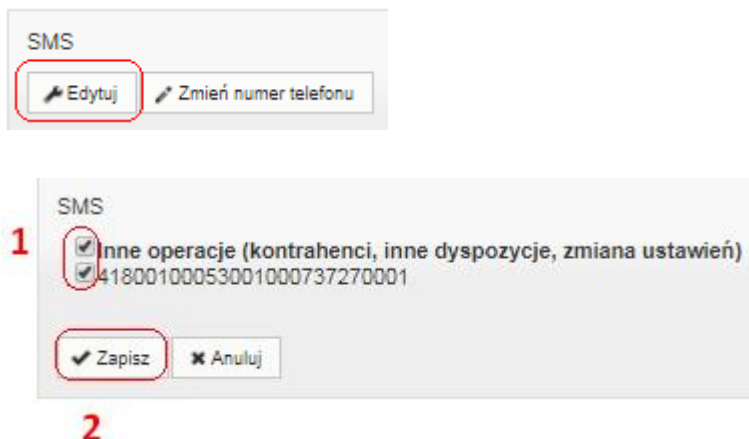 SMS
Edytuj Zmień numer telefonu
SMS
1 Inne operacje (kontrahenci, inne dyspozycje, zmiana ustawień)
41800100053001000737270001
Zapisz Anuluj
2